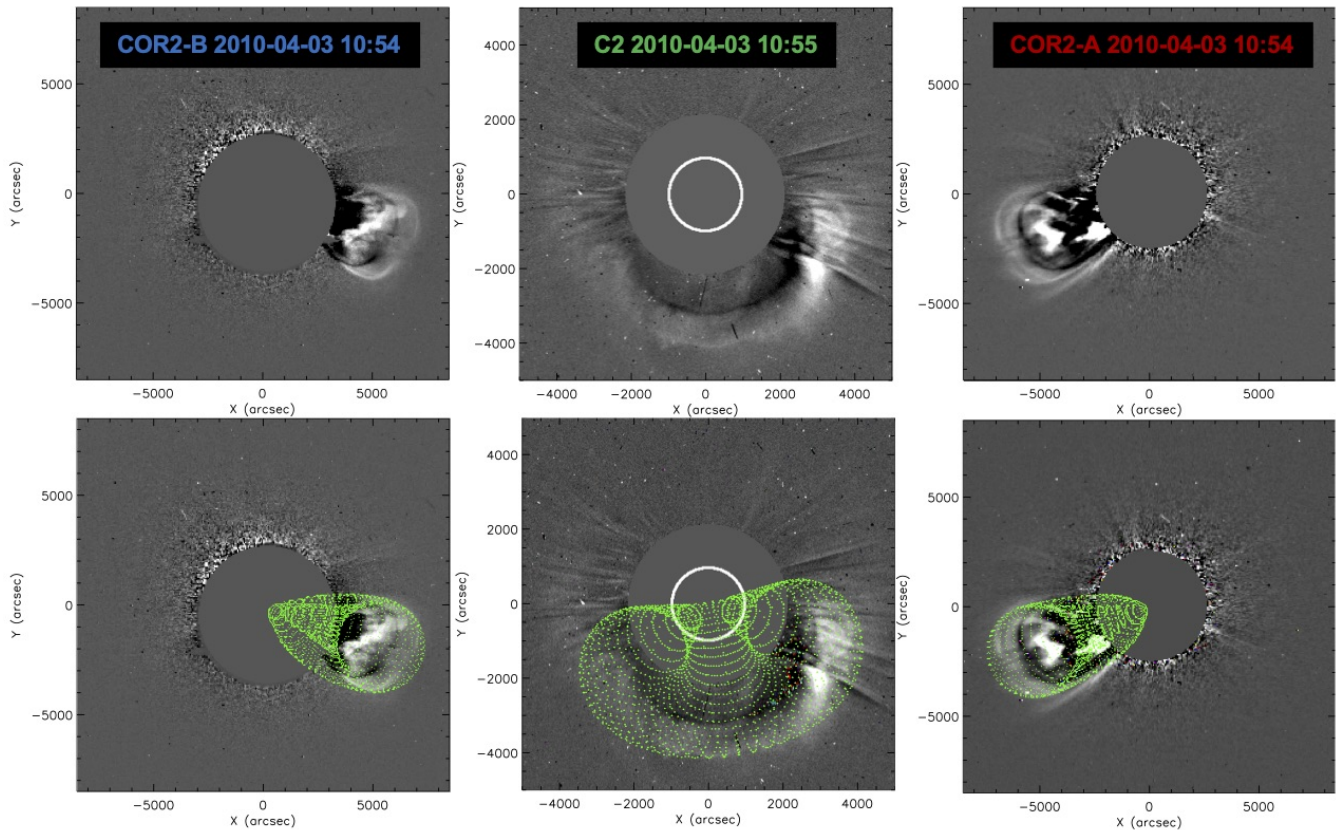 COR2-B 2010-04-03 10:54
5000
0
−5000
Y (arcsec)
−5000 0 5000
X (arcsec)
C2 2010-04-03 10:55
4000
2000
0
−2000
−4000
Y (arcsec)
−4000 −2000 0 2000 4000
X (arcsec)
COR2-A 2010-04-03 10:54
5000
0
−5000
Y (arcsec)
−5000 0 5000
X (arcsec)
5000
0
−5000
Y (arcsec)
−5000 0 5000
X (arcsec)
4000
2000
0
−2000
−4000
Y (arcsec)
−4000 −2000 0 2000 4000
X (arcsec)
5000
0
−5000
Y (arcsec)
−5000 0 5000
X (arcsec)